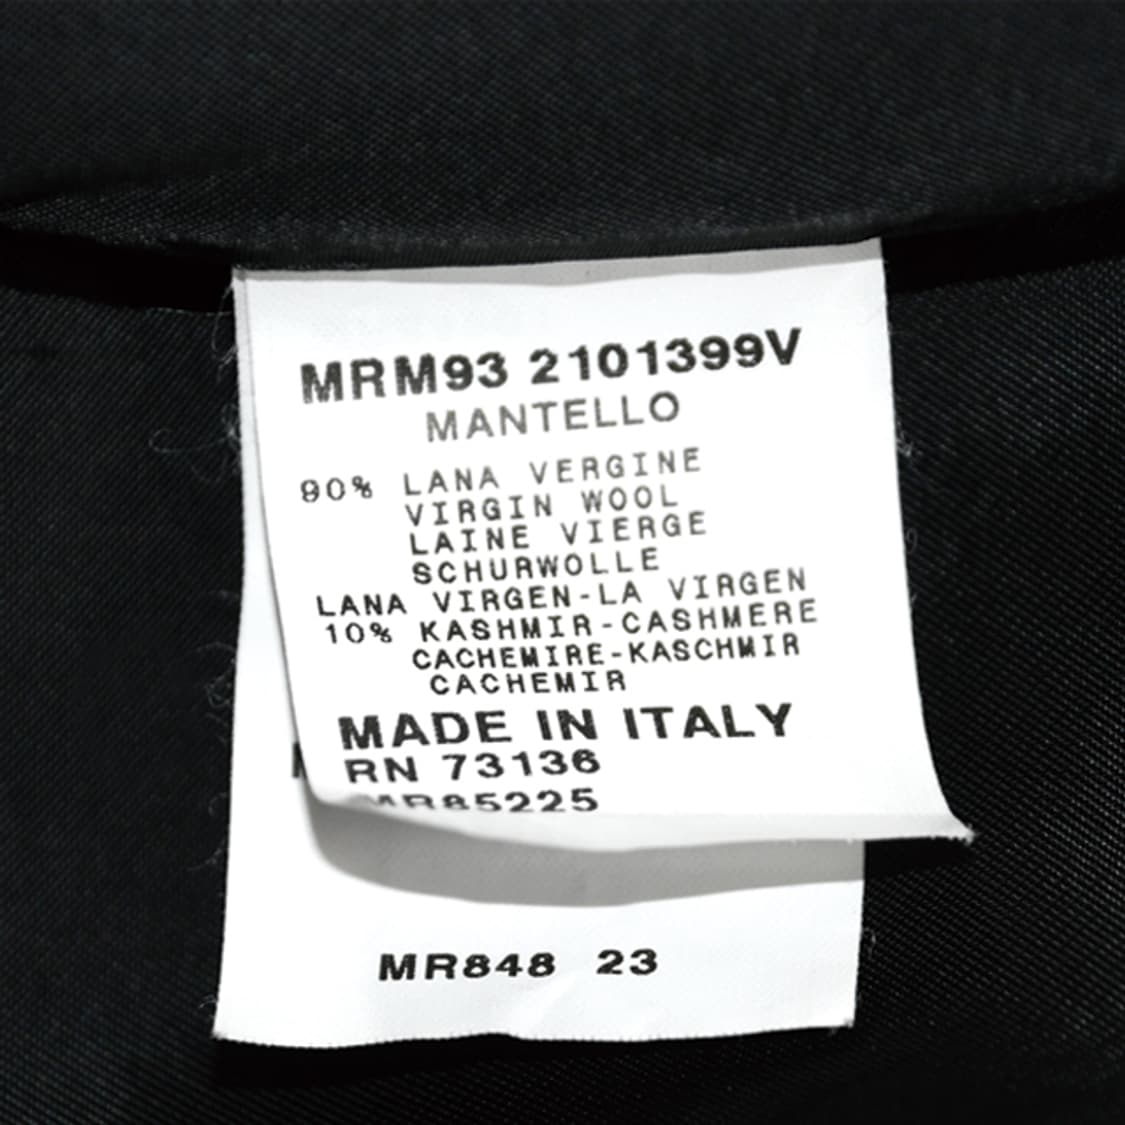 MRM93 2101399V
MANTELLO
90% LANA VERGINE
VIRGIN WOOL
LAINE VIERGE
SCHURWOLLE
LANA VIRGEN-LA VIRGEN
10% KASHMIR-CASHMERE
CACHEMIRE-KASCHMIR
CACHEMIR
MADE IN ITALY
RN 73136
MR85225
MR848 23